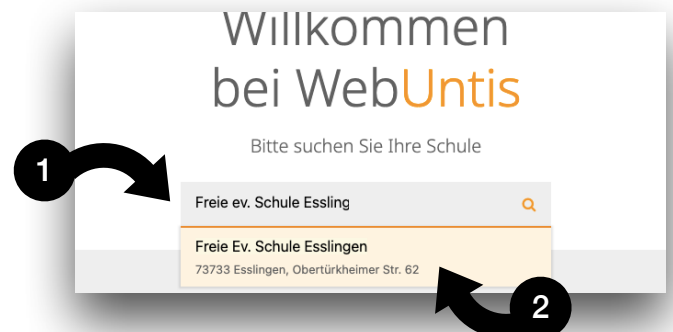 Willkommen
bei WebUntis
Bitte suchen Sie Ihre Schule
1
Freie ev. Schule Essling
Freie Ev. Schule Esslingen
73733 Esslingen, Obertürkheimer Str. 62
2